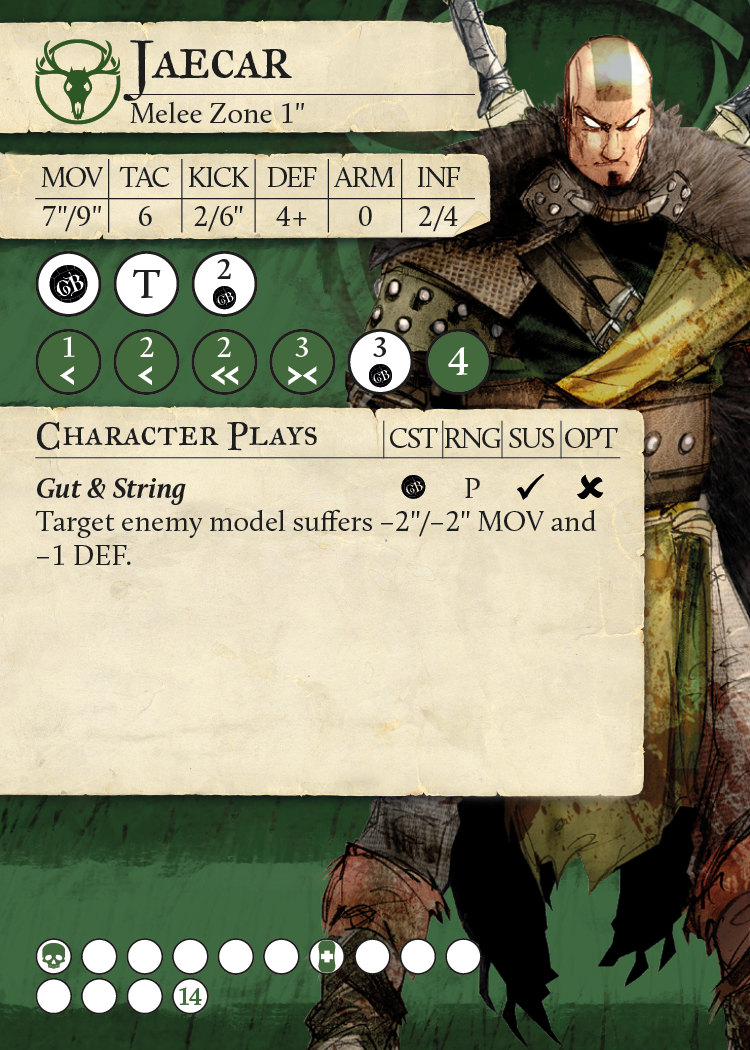 JAECAR
Melee Zone 1"
MOV TAC KICK DEF ARM INF
7"/9" 6 2/6" 4+ 0 2/4
GB T 2 GB
1 < 2 < 2 << 3 >< 3 GB 4
CHARACTER PLAYS CST RNG SUS OPT
Gut & String GB P ✓ ✗
Target enemy model suffers –2"/–2" MOV and
–1 DEF.
14